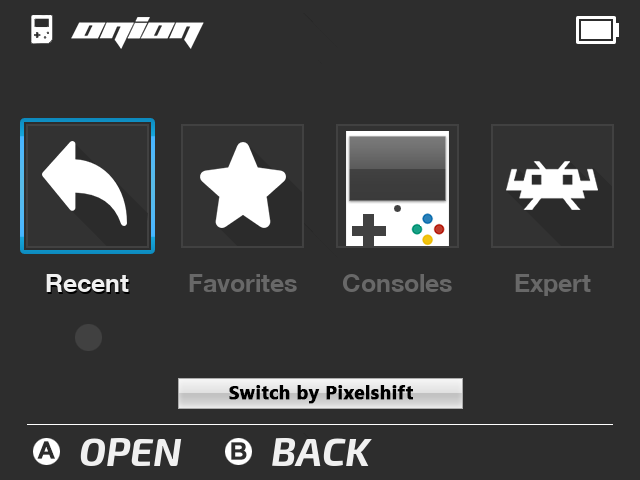 onion
Recent
Favorites
Consoles
Expert
Switch by Pixelshift
A OPEN
B BACK